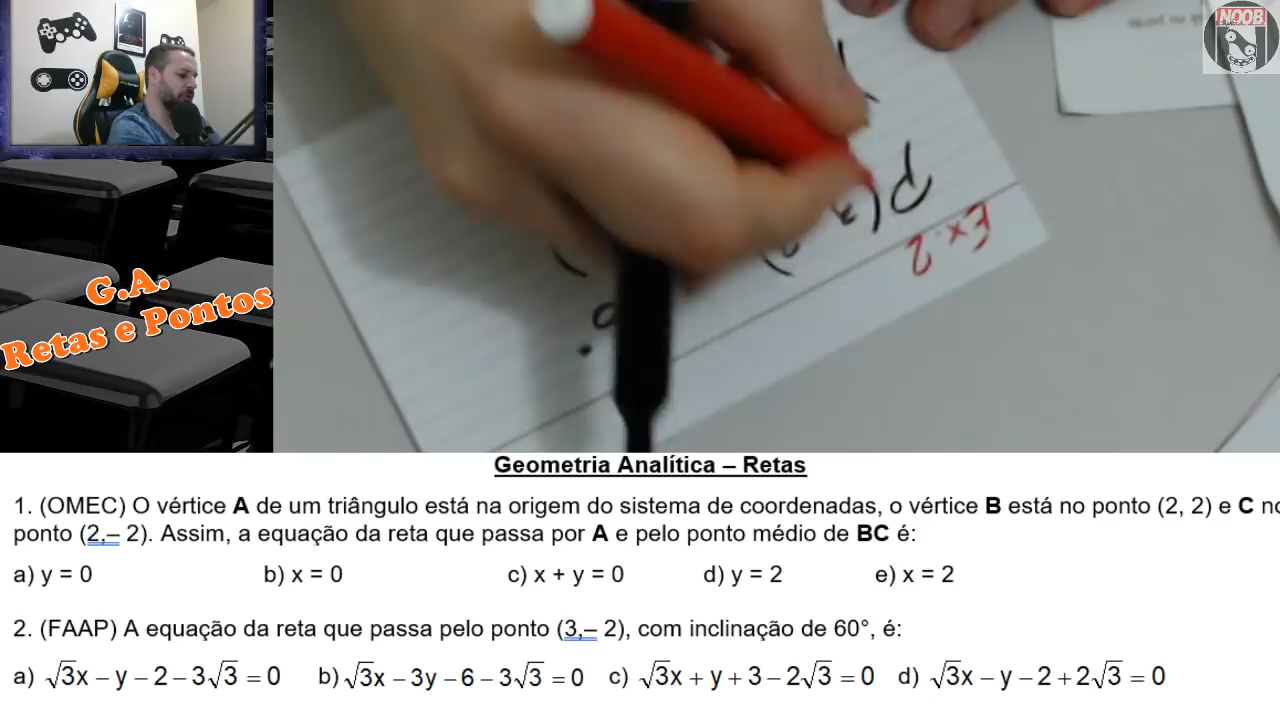 NOOB
Ex. 2
P(3
G.A.
Retas e Pontos
Geometria Analítica – Retas
1. (OMEC) O vértice A de um triângulo está na origem do sistema de coordenadas, o vértice B está no ponto (2, 2) e C no
ponto (2,– 2). Assim, a equação da reta que passa por A e pelo ponto médio de BC é:
a) y = 0 b) x = 0 c) x + y = 0 d) y = 2 e) x = 2
2. (FAAP) A equação da reta que passa pelo ponto (3,– 2), com inclinação de 60°, é:
a) √3x – y – 2 – 3√3 = 0 b) √3x – 3y – 6 – 3√3 = 0 c) √3x + y + 3 – 2√3 = 0 d) √3x – y – 2 + 2√3 = 0